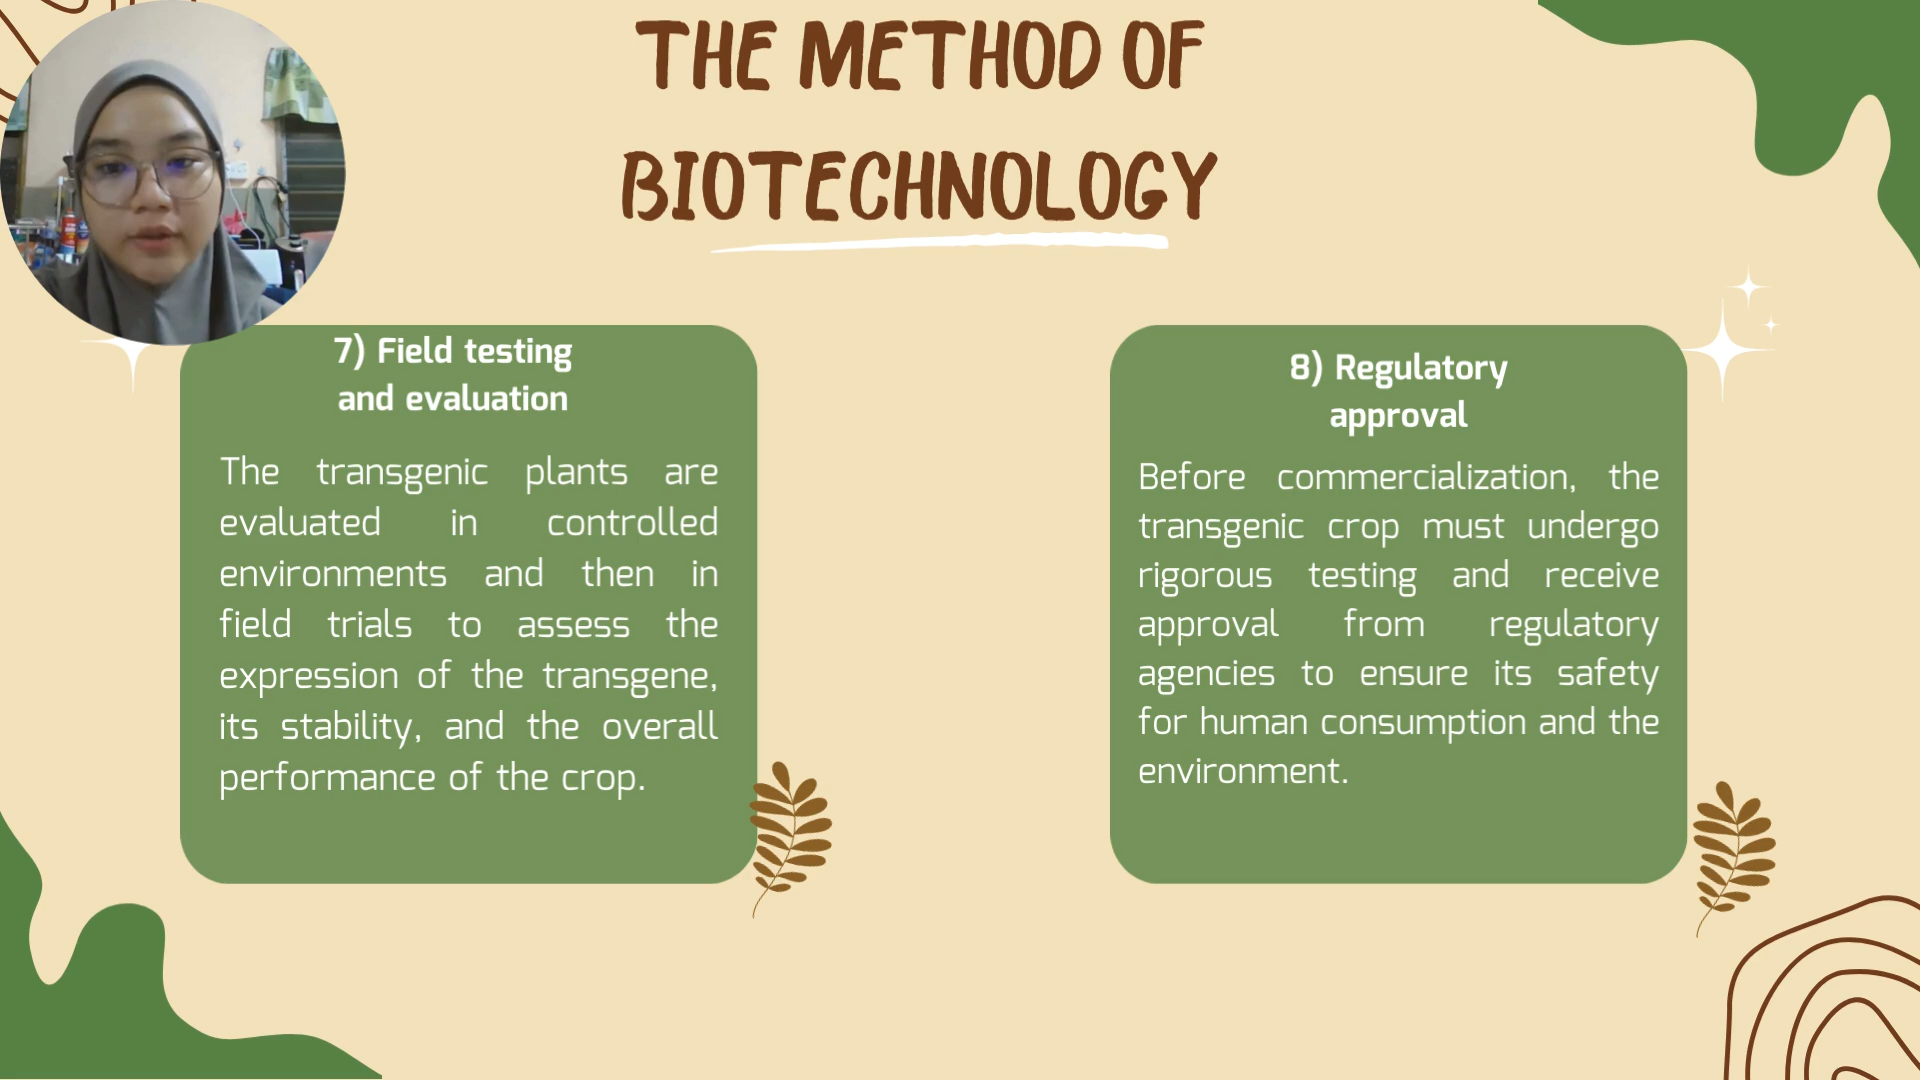 THE METHOD OF
BIOTECHNOLOGY
7) Field testing
and evaluation
The transgenic plants are
evaluated in controlled
environments and then in
field trials to assess the
expression of the transgene,
its stability, and the overall
performance of the crop.
8) Regulatory
approval
Before commercialization, the
transgenic crop must undergo
rigorous testing and receive
approval from regulatory
agencies to ensure its safety
for human consumption and the
environment.